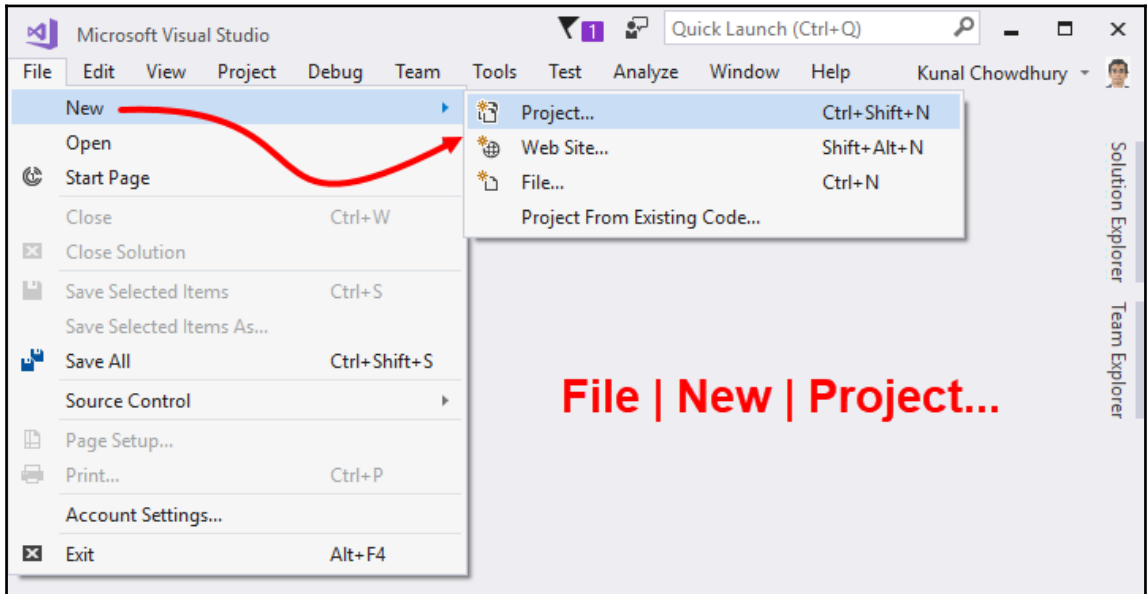 Microsoft Visual Studio
1
Quick Launch (Ctrl+Q)
File Edit View Project Debug Team Tools Test Analyze Window Help Kunal Chowdhury
New
Project... Ctrl+Shift+N
Open
Web Site... Shift+Alt+N
Start Page
File... Ctrl+N
Close Ctrl+W
Project From Existing Code...
Close Solution
Save Selected Items Ctrl+S
Save Selected Items As...
Save All Ctrl+Shift+S
Source Control
Page Setup...
Print... Ctrl+P
Account Settings...
Exit Alt+F4
File | New | Project...
Solution Explorer
Team Explorer